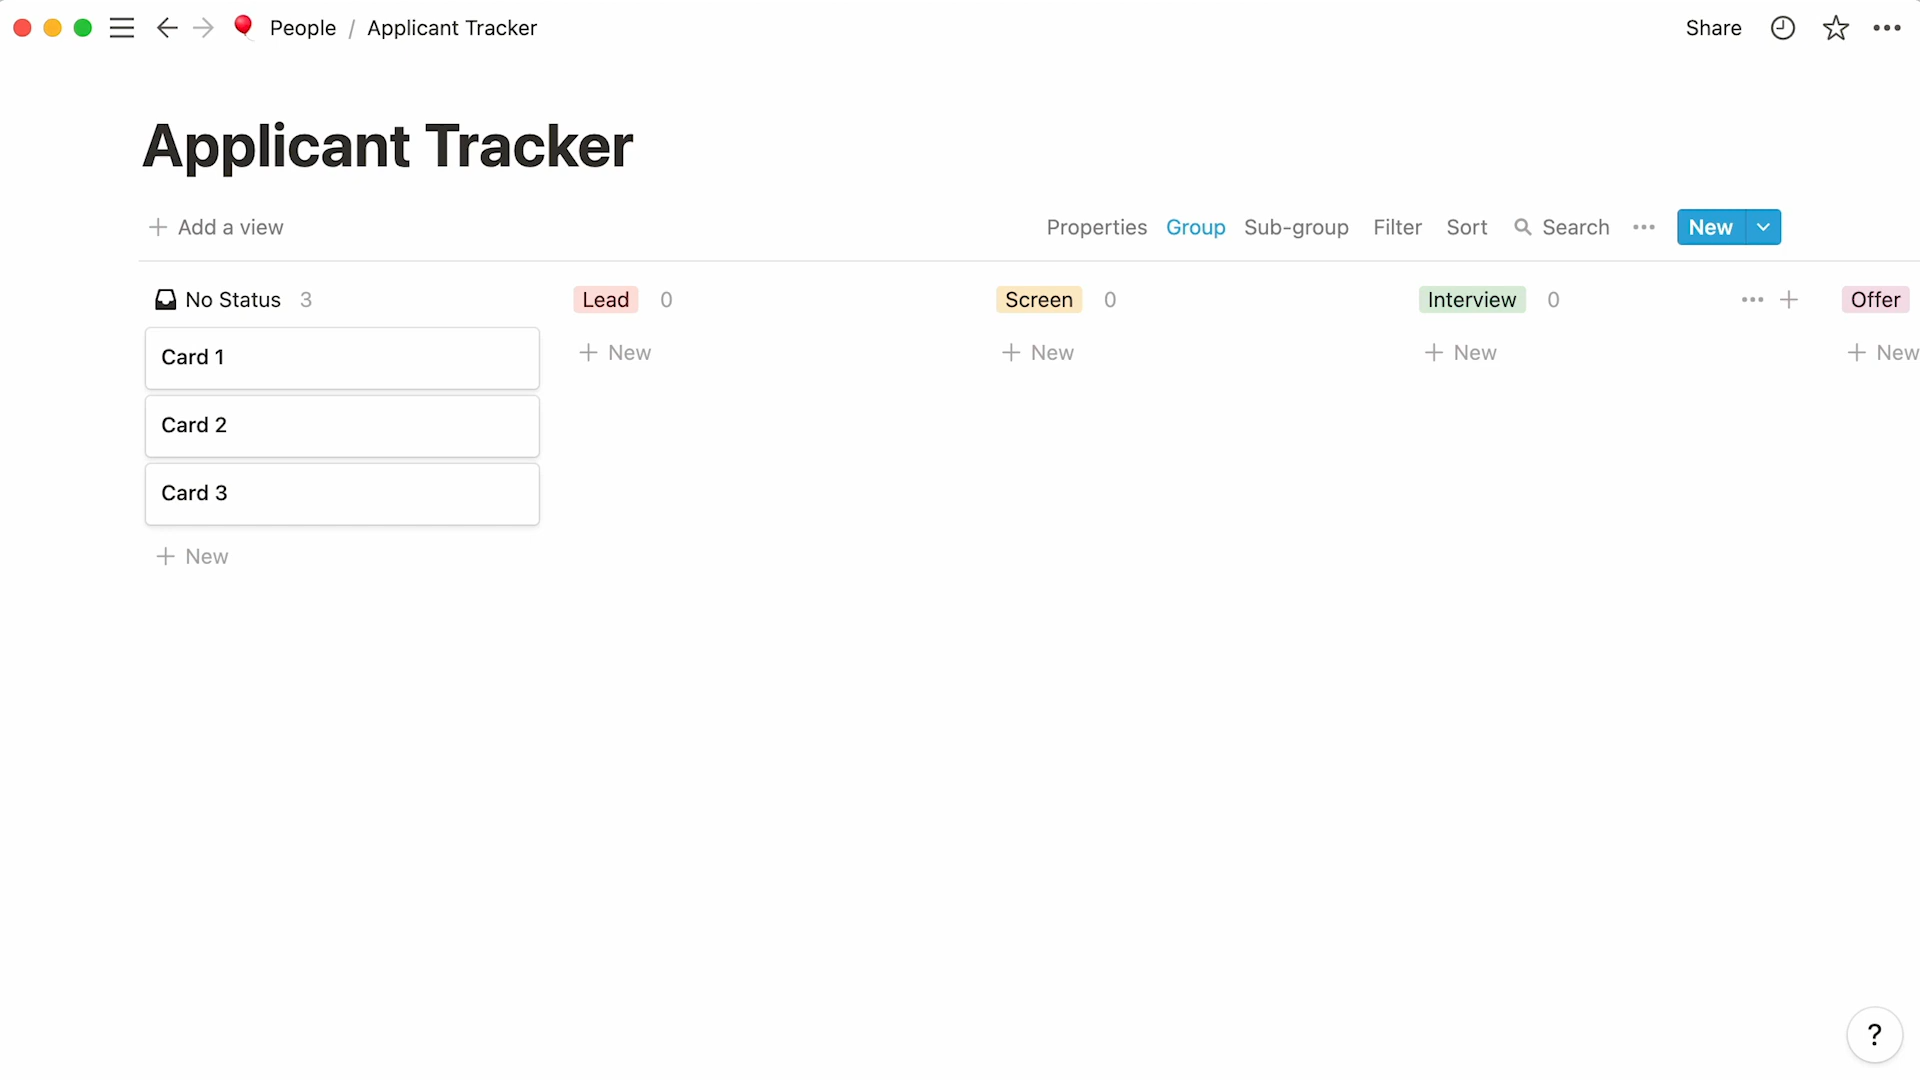 People / Applicant Tracker
Share
Applicant Tracker
Add a view
Properties Group Sub-group Filter Sort Search New
No Status 3
Lead 0
Screen 0
Interview 0
Offer
Card 1
Card 2
Card 3
New
New
New
New
New
?